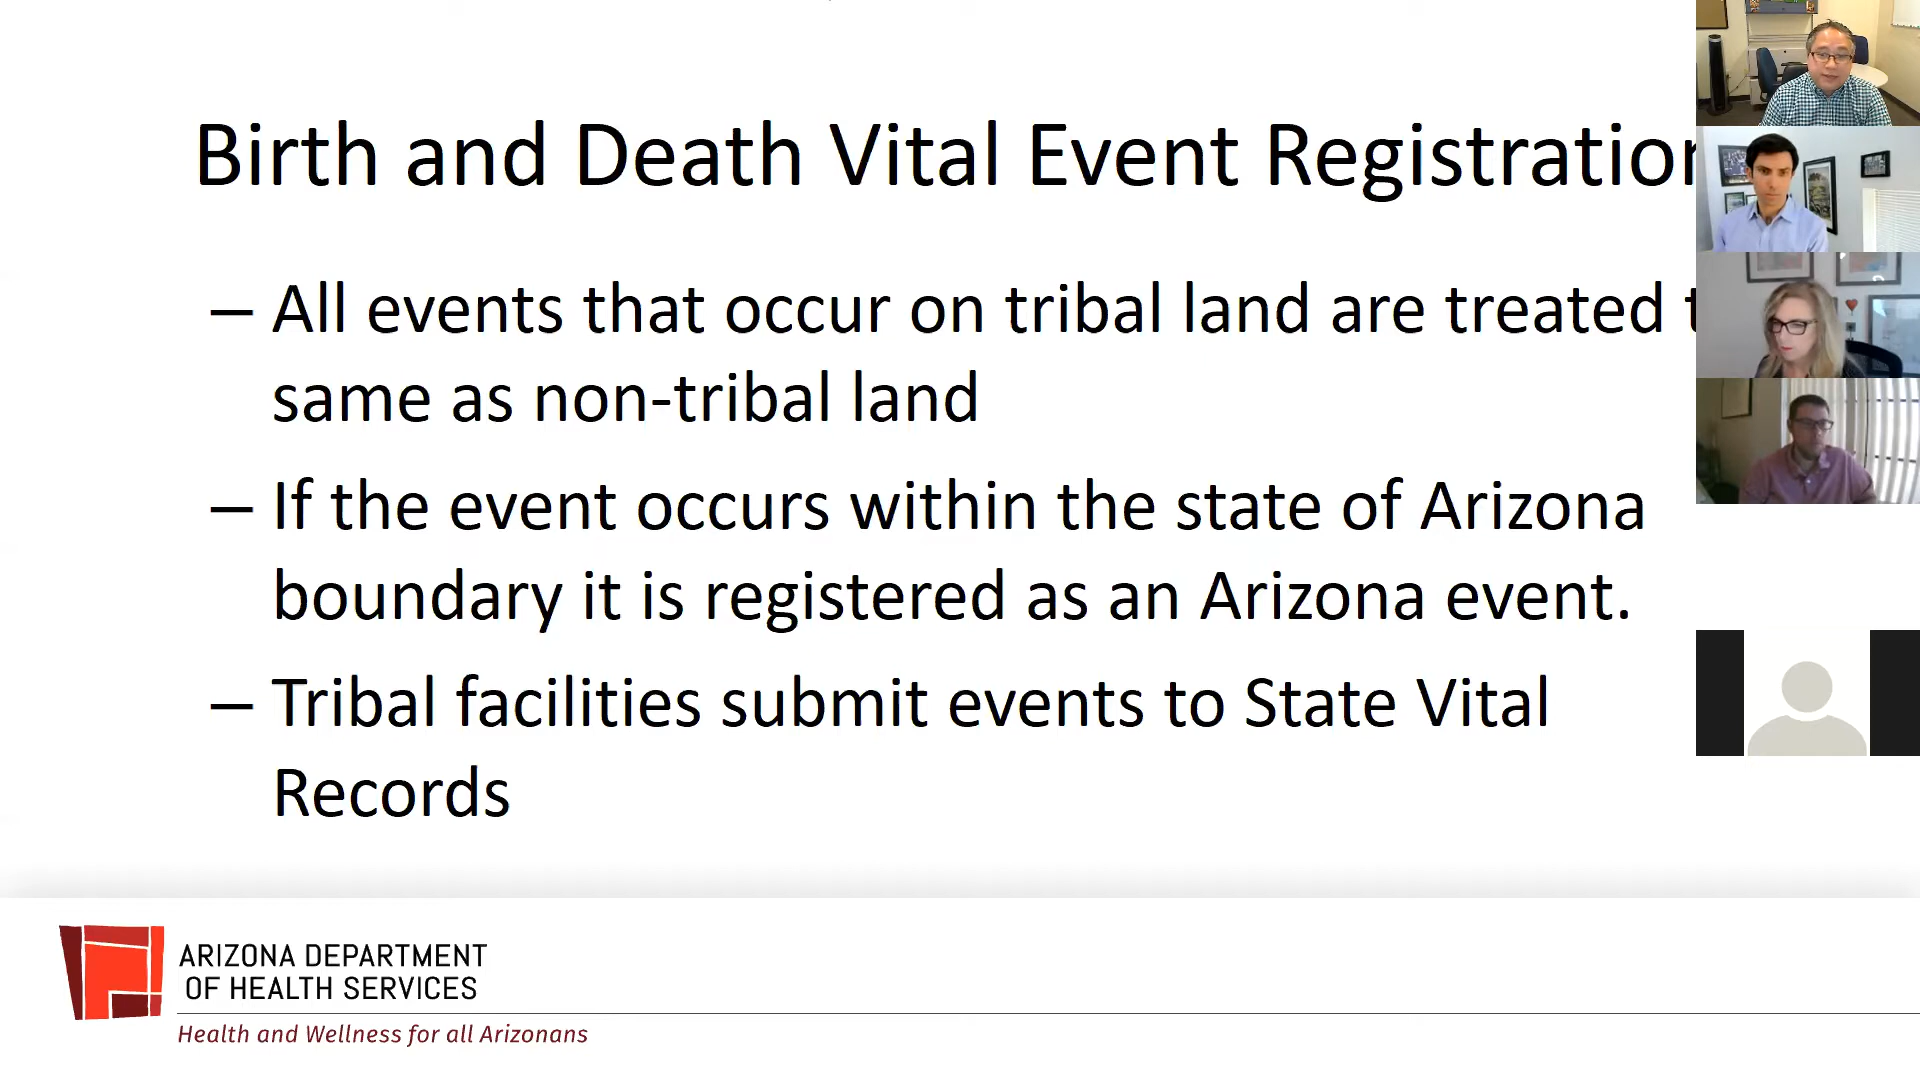 Birth and Death Vital Event Registration
– All events that occur on tribal land are treated
same as non-tribal land
– If the event occurs within the state of Arizona
boundary it is registered as an Arizona event.
– Tribal facilities submit events to State Vital
Records
ARIZONA DEPARTMENT
OF HEALTH SERVICES
Health and Wellness for all Arizonans